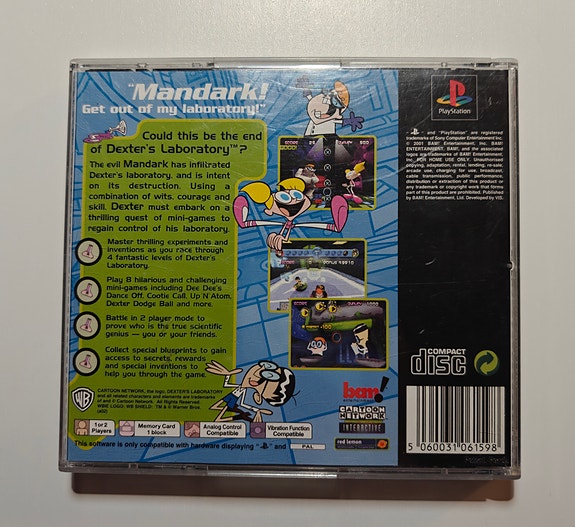 "Mandark!
Get out of my laboratory!"
Could this be the end
of Dexter's Laboratory™?
The evil Mandark has infiltrated
Dexter's laboratory, and is intent
on its destruction. Using a
combination of wits, courage and
skill, Dexter must embark on a
thrilling quest of mini-games to
regain control of his laboratory.
Master thrilling experiments and
inventions as you race through
4 fantastic levels of Dexter's
Laboratory.
Play 8 hilarious and challenging
mini-games including Dee Dee's
Dance Off, Cootie Call, Up 'N' Atom,
Dexter Dodge Ball and more.
Battle in 2 player mode to
prove who is the true scientific
genius — you or your friends.
Collect special blueprints to gain
access to secrets, rewards
and special inventions to
help you through the game.
WB
CARTOON NETWORK, the logo, DEXTER'S LABORATORY
and all related characters and elements are trademarks
of and © Cartoon Network. All Rights Reserved.
WBIE LOGO, WB SHIELD: TM & © Warner Bros.
1 or 2
Players
Memory Card
1 block
Analog Control
Compatible
Vibration Function
Compatible
This software is only compatible with hardware displaying " " and PAL
bam!
entertainment
CARTOON NETWORK
INTERACTIVE
red lemon
PlayStation
" " and "PlayStation" are registered
trademarks of Sony Computer Entertainment Inc.
© 2001 BAM! Entertainment, Inc. BAM!
ENTERTAINMENT, BAM!, and the associated
logos are trademarks of BAM! Entertainment,
Inc. FOR HOME USE ONLY. Unauthorised
copying, adaptation, rental, lending, re-sale,
arcade use, charging for use, broadcast,
cable transmission, public performance,
distribution or extraction of this product or
any trademark or copyright work that forms
part of this product are prohibited. Published
by BAM! Entertainment, Ltd. Developed by VIS.
COMPACT
disc
5 060031 061598